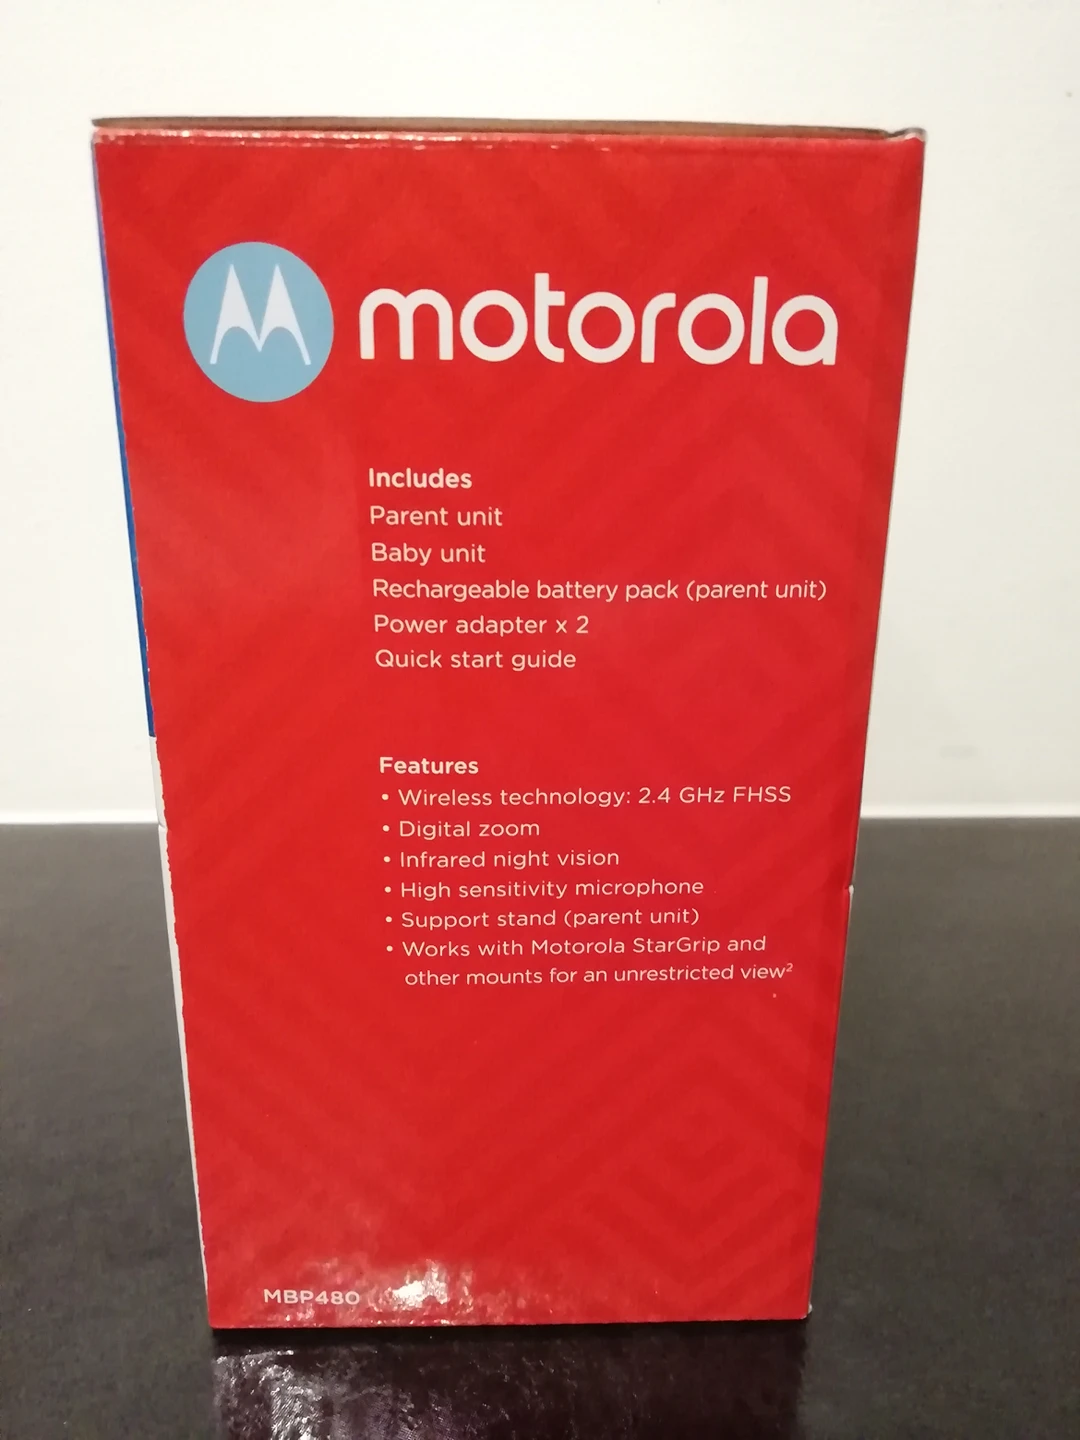 motorola
Includes
Parent unit
Baby unit
Rechargeable battery pack (parent unit)
Power adapter x 2
Quick start guide
Features
• Wireless technology: 2.4 GHz FHSS
• Digital zoom
• Infrared night vision
• High sensitivity microphone
• Support stand (parent unit)
• Works with Motorola StarGrip and
other mounts for an unrestricted view²
MBP480